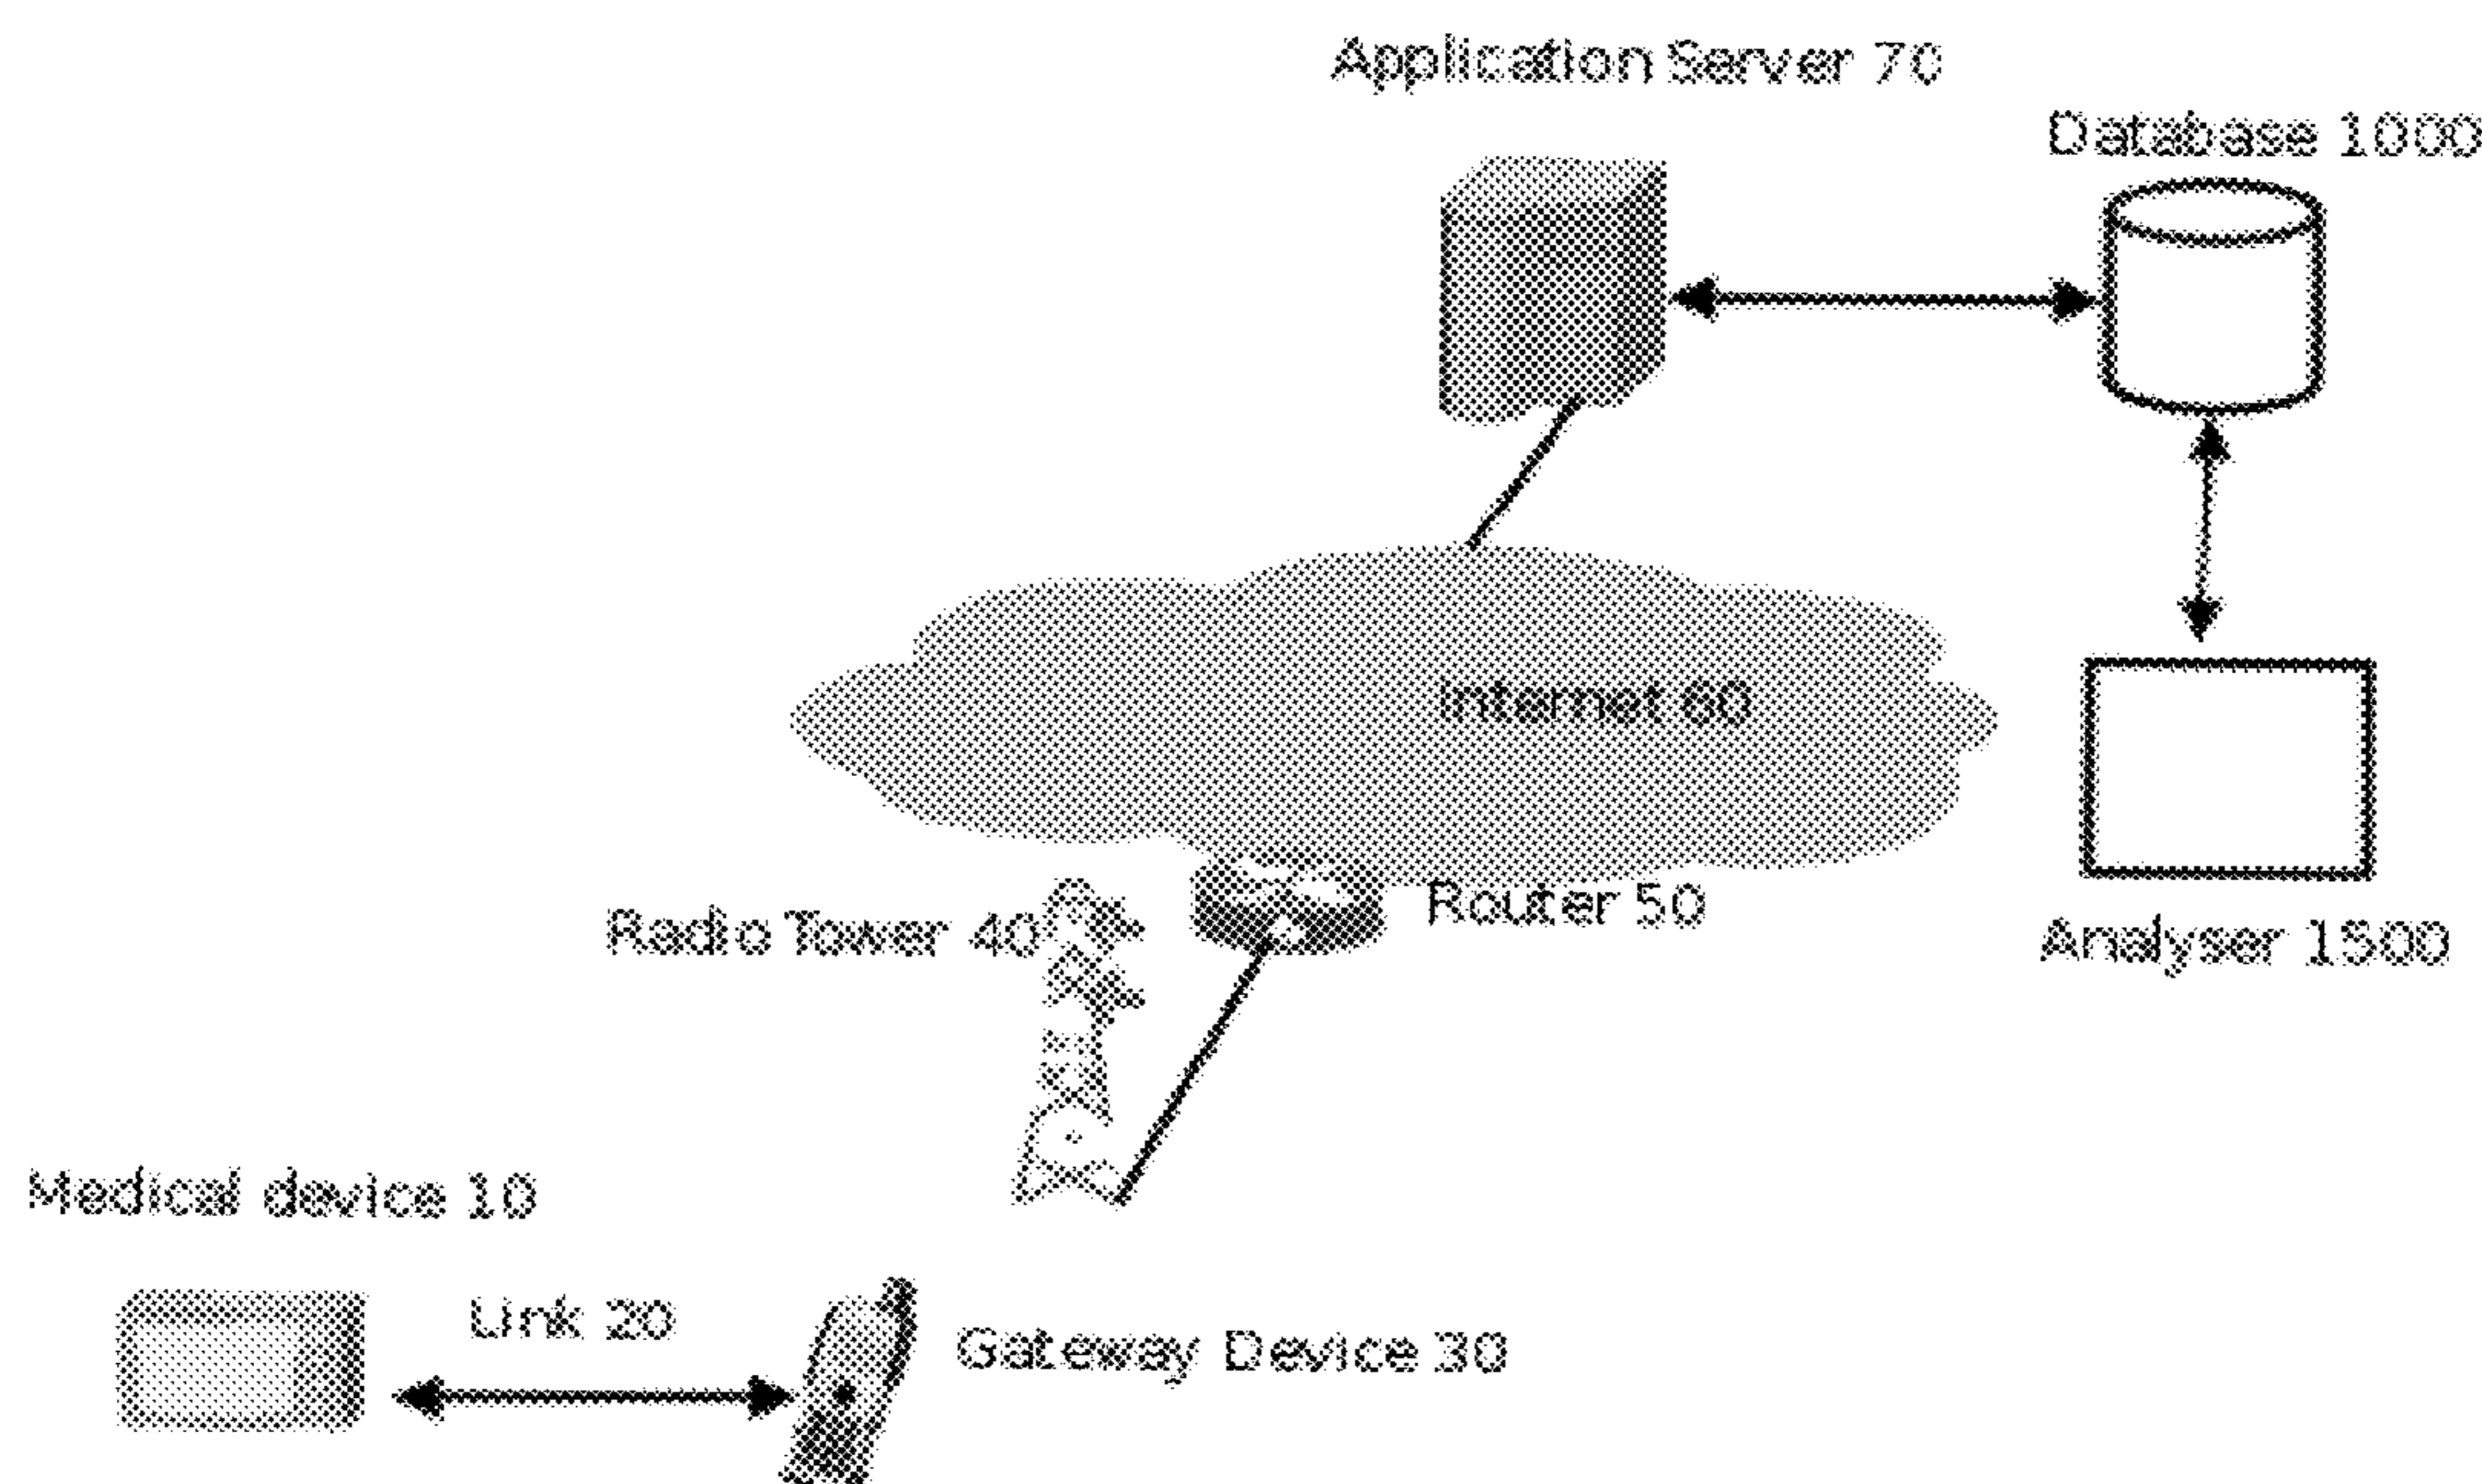 Application Server 70
Database 1000
Internet 60
Router 50
Radio Tower 40
Analyser 1500
Medical device 10
Link 20
Gateway Device 30